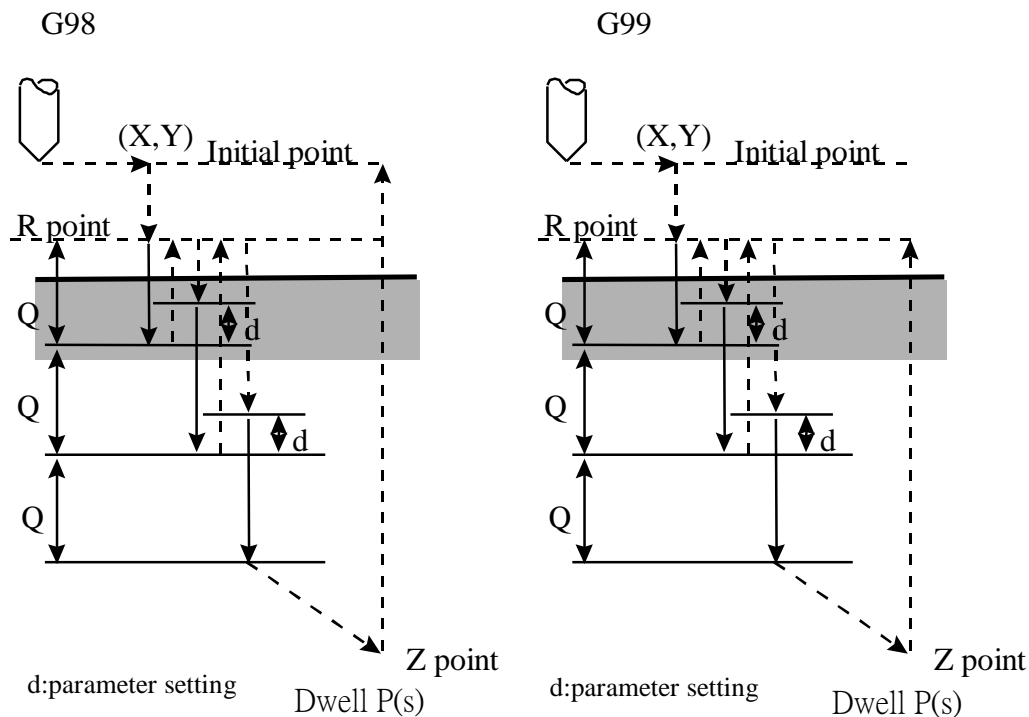 G98
(X,Y)
Initial point
R point
Q
d
Q
d
Q
Z point
d:parameter setting
Dwell P(s)
G99
(X,Y)
Initial point
R point
Q
d
Q
d
Q
Z point
d:parameter setting
Dwell P(s)